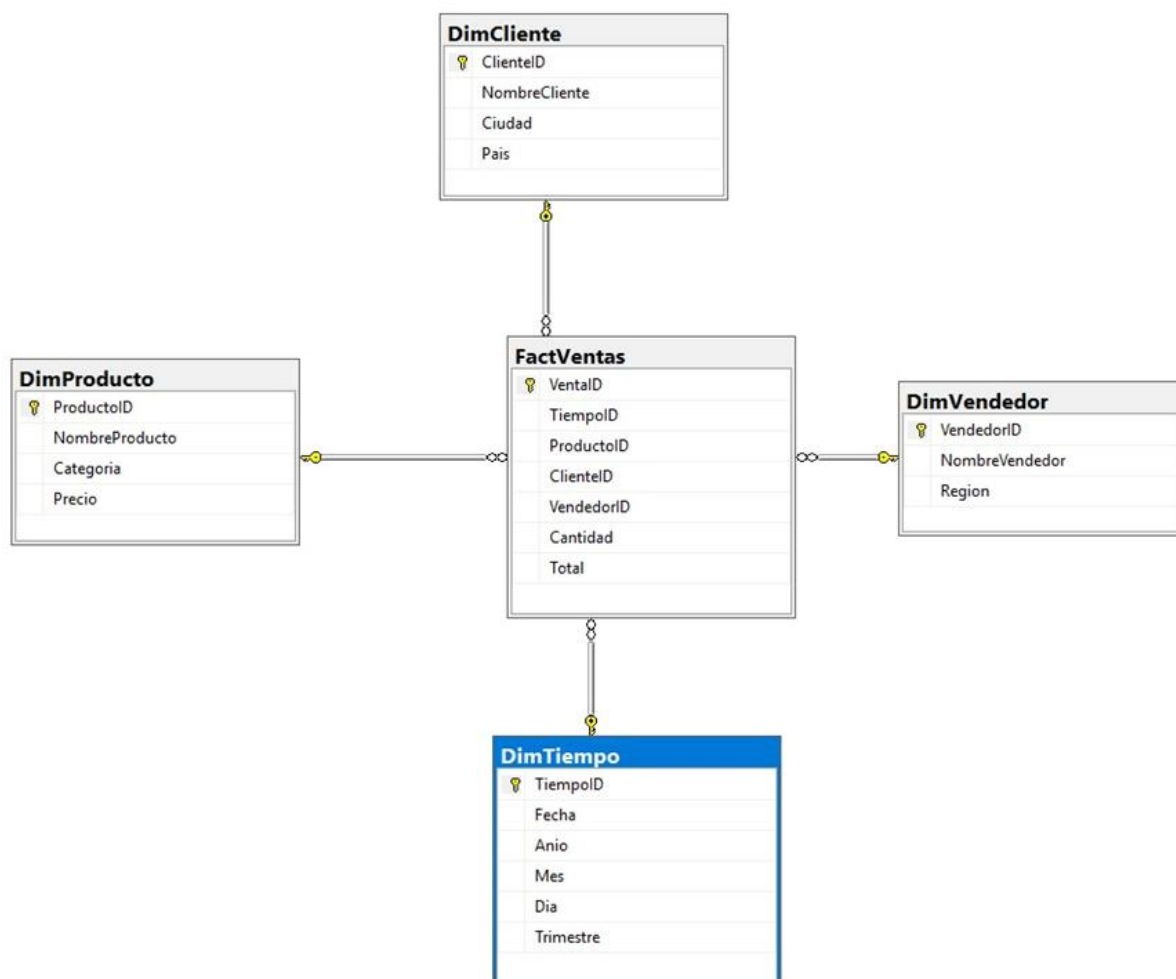 DimCliente
ClienteID
NombreCliente
Ciudad
Pais
DimProducto
ProductoID
NombreProducto
Categoria
Precio
FactVentas
VentaID
TiempoID
ProductoID
ClienteID
VendedorID
Cantidad
Total
DimVendedor
VendedorID
NombreVendedor
Region
DimTiempo
TiempoID
Fecha
Anio
Mes
Dia
Trimestre